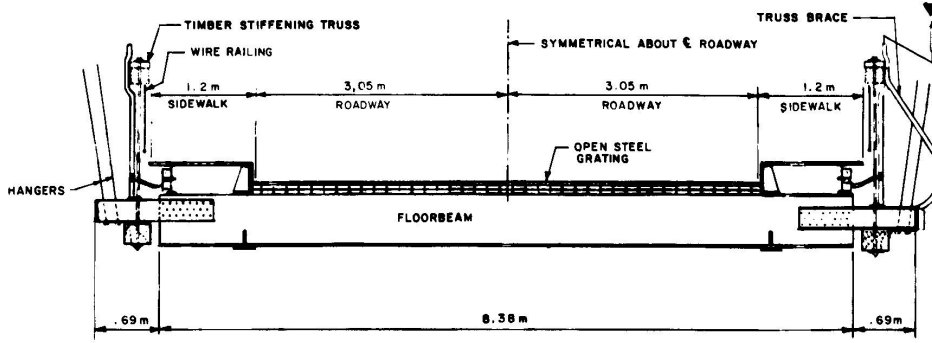 TIMBER STIFFENING TRUSS
WIRE RAILING
TRUSS BRACE
SYMMETRICAL ABOUT ℄ ROADWAY
1.2 m
3,05 m
3.05 m
1.2 m
SIDEWALK
ROADWAY
ROADWAY
SIDEWALK
OPEN STEEL
GRATING
HANGERS
FLOORBEAM
.69 m
8.38 m
.69 m